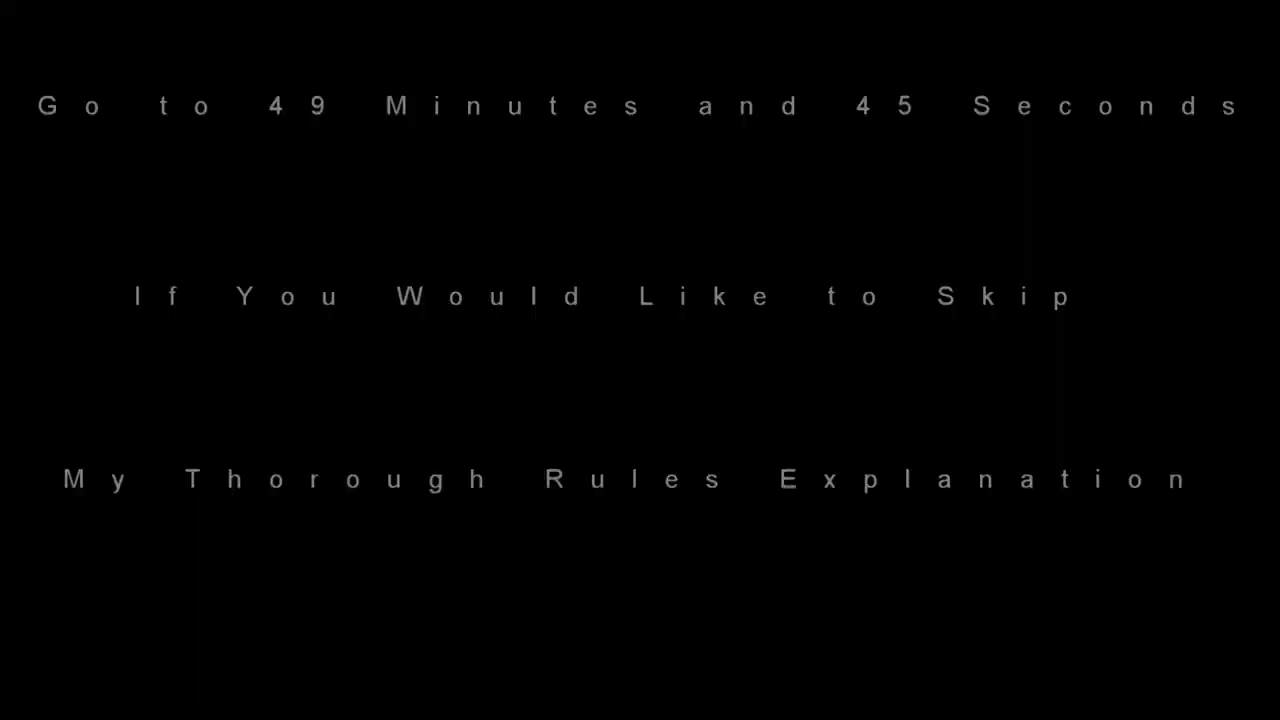 Go to 49 Minutes and 45 Seconds
If You Would Like to Skip
My Thorough Rules Explanation